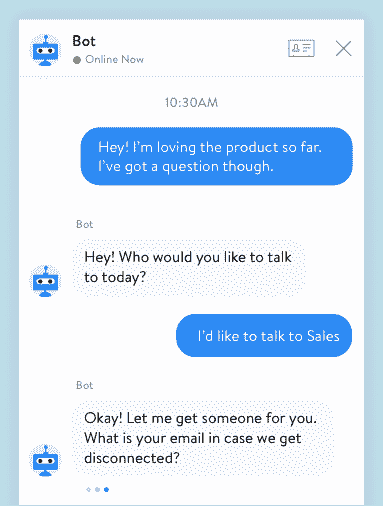 Bot
Online Now
10:30AM
Hey! I'm loving the product so far.
I've got a question though.
Bot
Hey! Who would you like to talk
to today?
I'd like to talk to Sales
Bot
Okay! Let me get someone for you.
What is your email in case we get
disconnected?